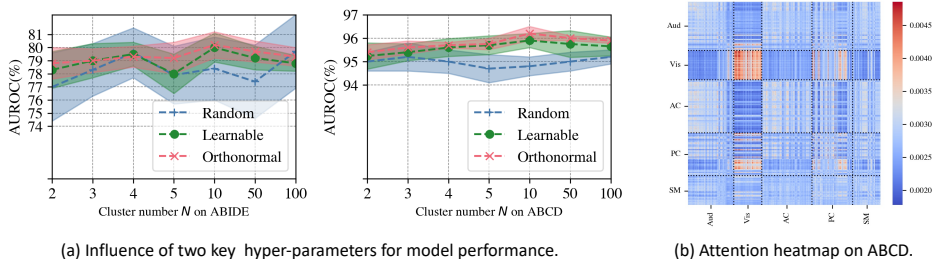 81
80
79
78
77
76
75
74
AUROC(%)
Random
Learnable
Orthonormal
2 3 4 5 10 50 100
Cluster number N on ABIDE
97
96
95
94
AUROC(%)
Random
Learnable
Orthonormal
2 3 4 5 10 50 100
Cluster number N on ABCD
(a) Influence of two key hyper-parameters for model performance.
Aud
Vis
AC
PC
SM
Aud Vis AC PC SM
0.0045
0.0040
0.0035
0.0030
0.0025
0.0020
(b) Attention heatmap on ABCD.